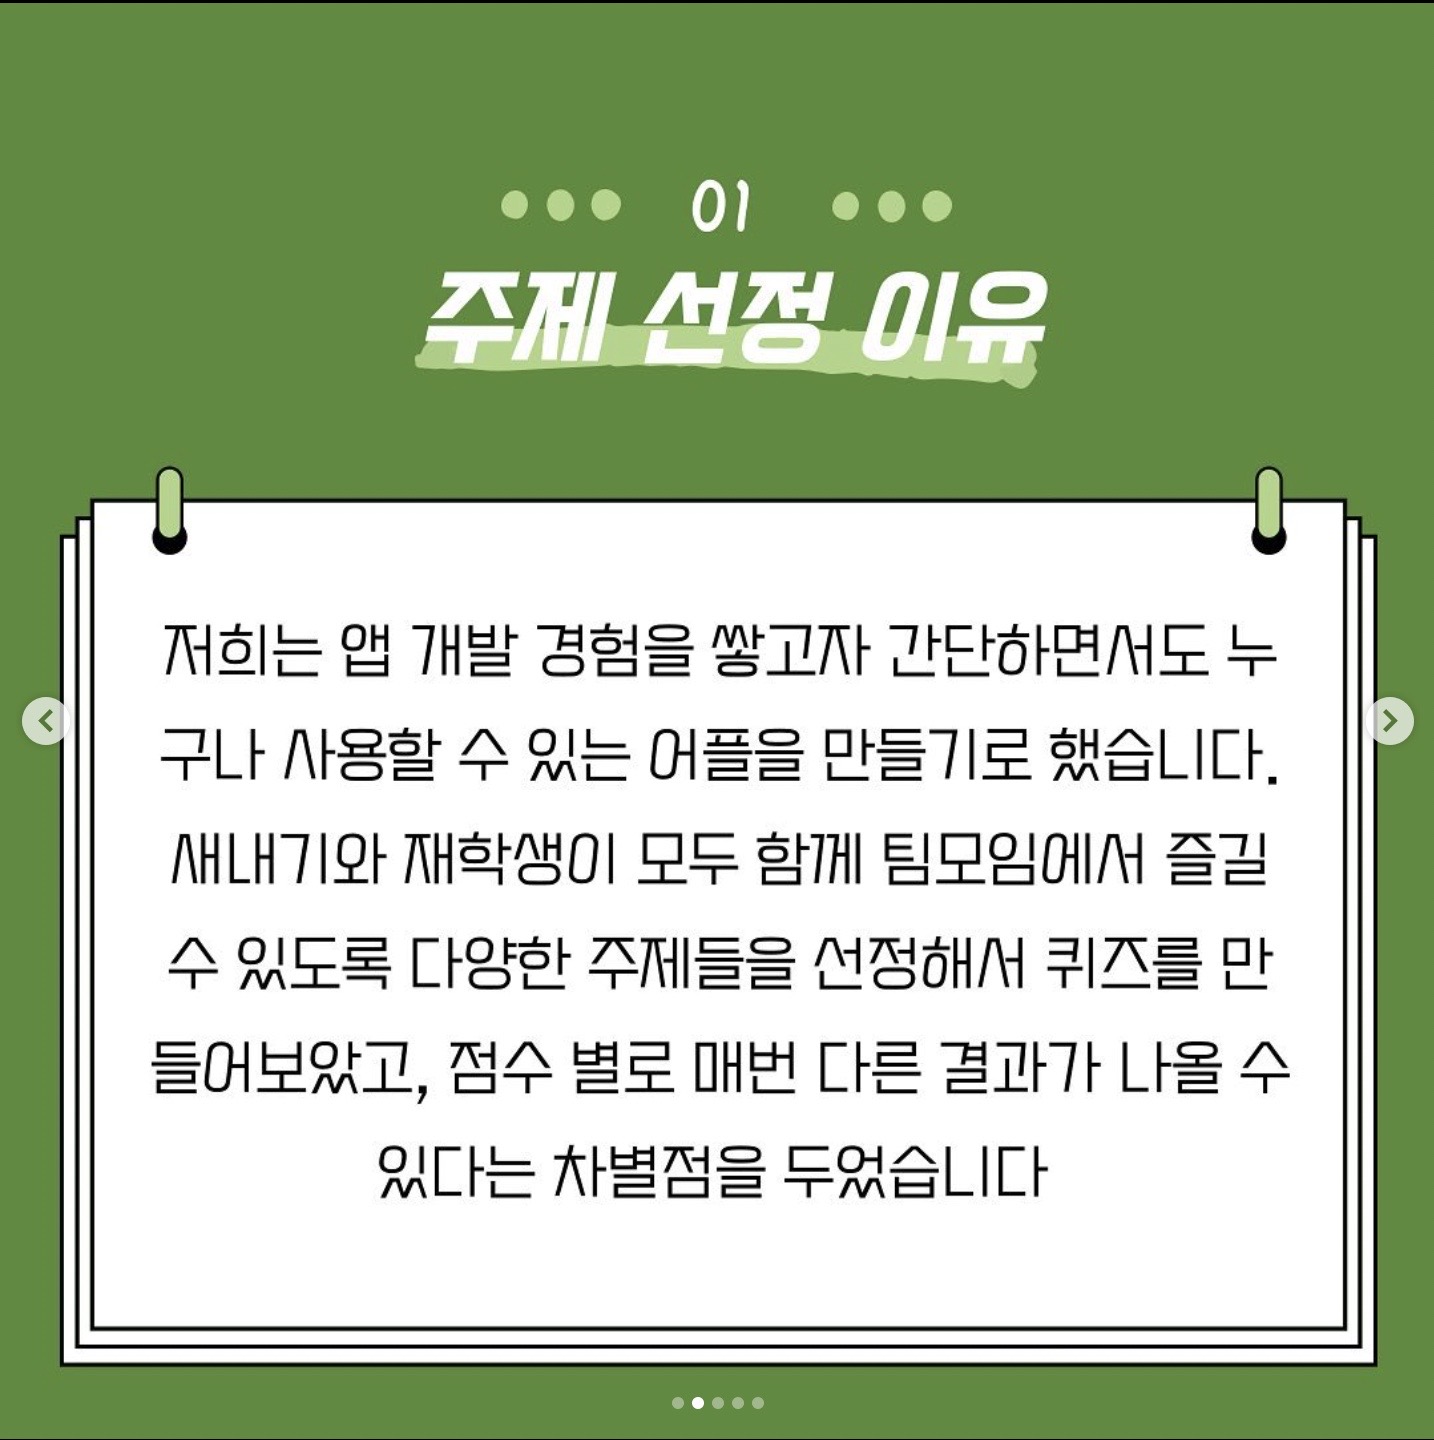 01
주제 선정 이유
저희는 앱 개발 경험을 쌓고자 간단하면서도 누
구나 사용할 수 있는 어플을 만들기로 했습니다.
새내기와 재학생이 모두 함께 팀모임에서 즐길
수 있도록 다양한 주제들을 선정해서 퀴즈를 만
들어보았고, 점수 별로 매번 다른 결과가 나올 수
있다는 차별점을 두었습니다